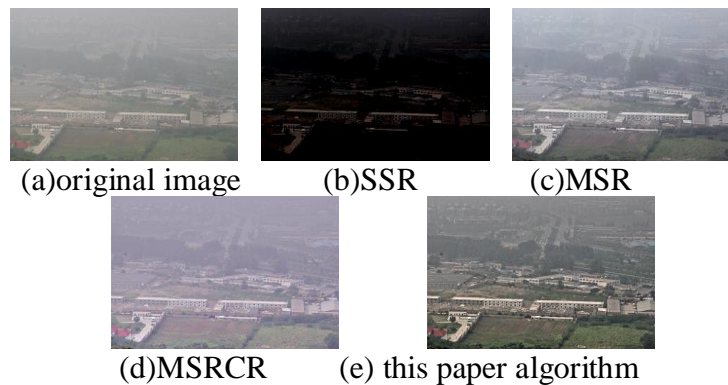 (a)original image
(b)SSR
(c)MSR
(d)MSRCR
(e) this paper algorithm